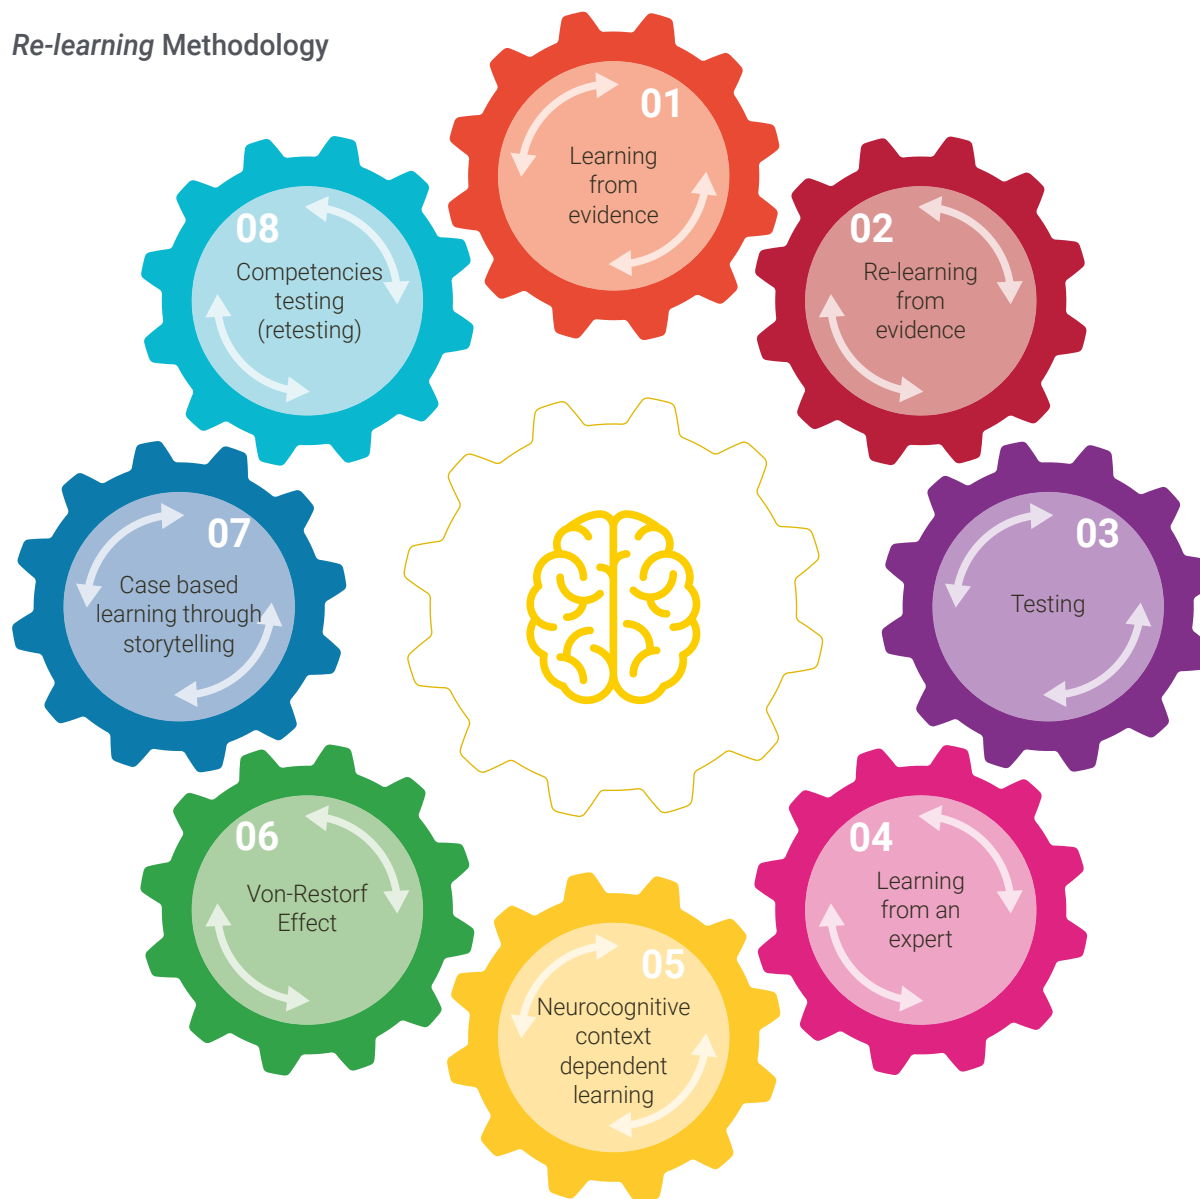 Re-learning Methodology
01
Learning
from
evidence
02
Re-learning
from
evidence
03
Testing
04
Learning
from an
expert
05
Neurocognitive
context
dependent
learning
06
Von-Restorf
Effect
07
Case based
learning through
storytelling
08
Competencies
testing
(retesting)